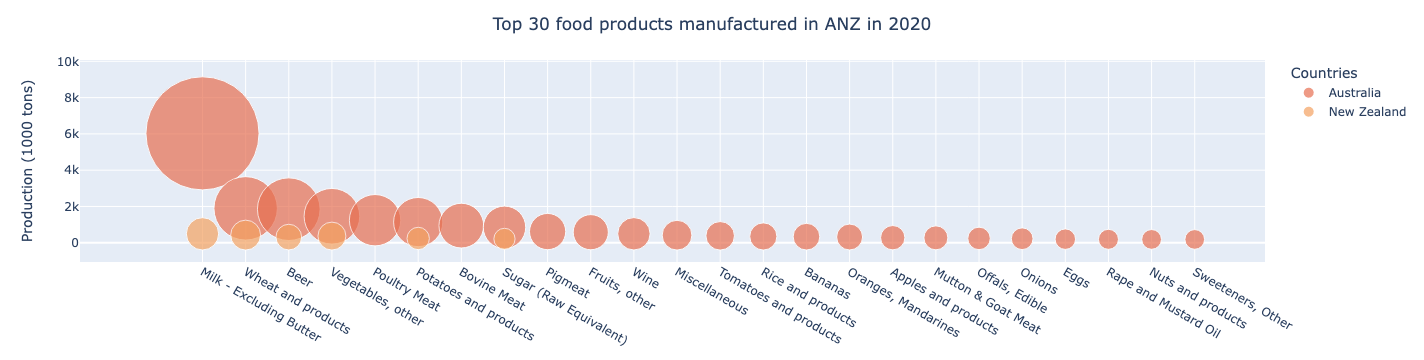 Top 30 food products manufactured in ANZ in 2020
Production (1000 tons)
10k
8k
6k
4k
2k
0
Milk - Excluding Butter
Wheat and products
Beer
Vegetables, other
Poultry Meat
Potatoes and products
Bovine Meat
Sugar (Raw Equivalent)
Pigmeat
Fruits, other
Wine
Miscellaneous
Tomatoes and products
Rice and products
Bananas
Oranges, Mandarines
Apples and products
Mutton & Goat Meat
Offals, Edible
Onions
Eggs
Rape and Mustard Oil
Nuts and products
Sweeteners, Other
Countries
Australia
New Zealand